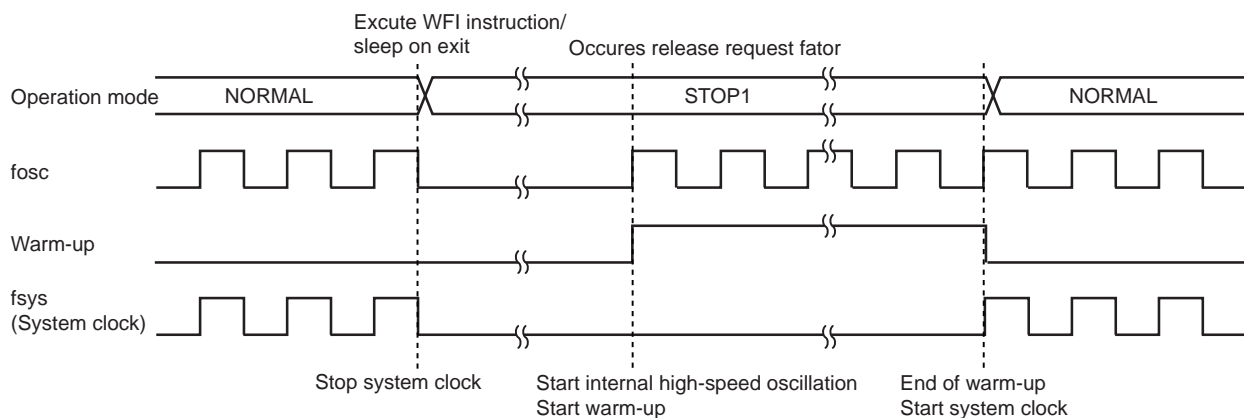 Excute WFI instruction/
sleep on exit
Occures release request fator
Operation mode
NORMAL
STOP1
NORMAL
fosc
Warm-up
fsys
(System clock)
Stop system clock
Start internal high-speed oscillation
Start warm-up
End of warm-up
Start system clock